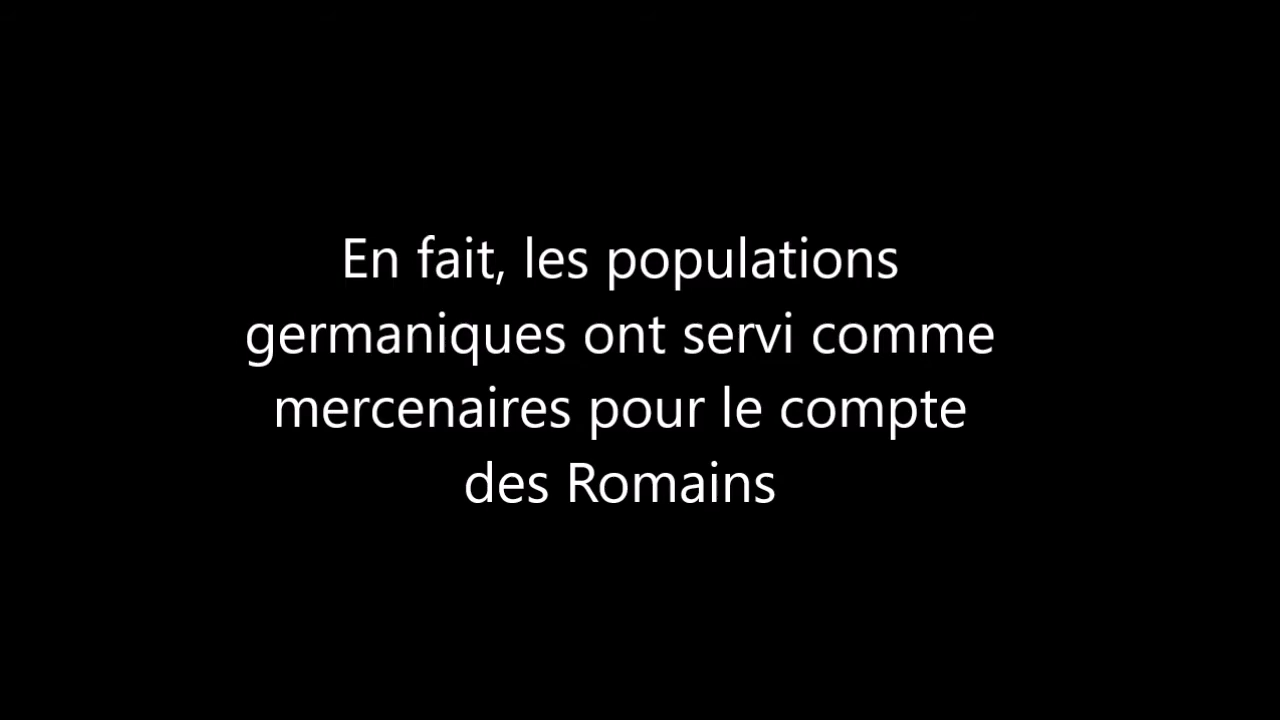 En fait, les populations
germaniques ont servi comme
mercenaires pour le compte
des Romains